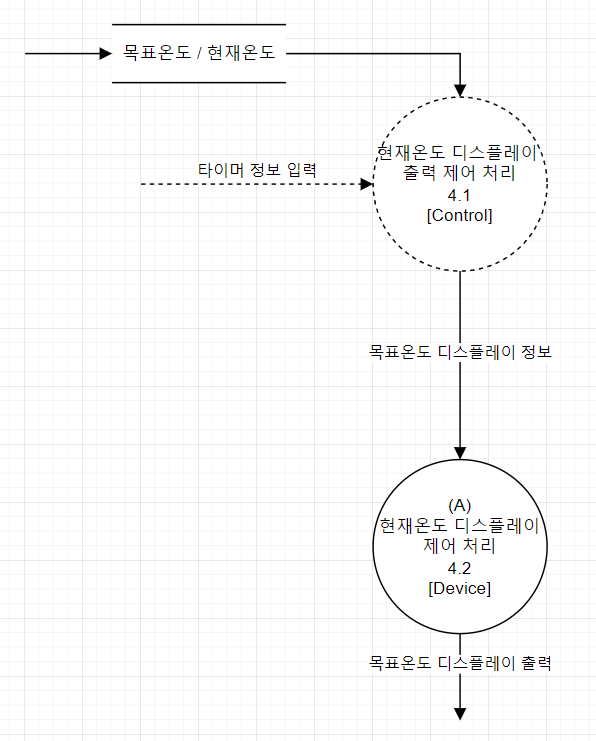 목표온도 / 현재온도
현재온도 디스플레이
출력 제어 처리
4.1
[Control]
타이머 정보 입력
목표온도 디스플레이 정보
(A)
현재온도 디스플레이
제어 처리
4.2
[Device]
목표온도 디스플레이 출력